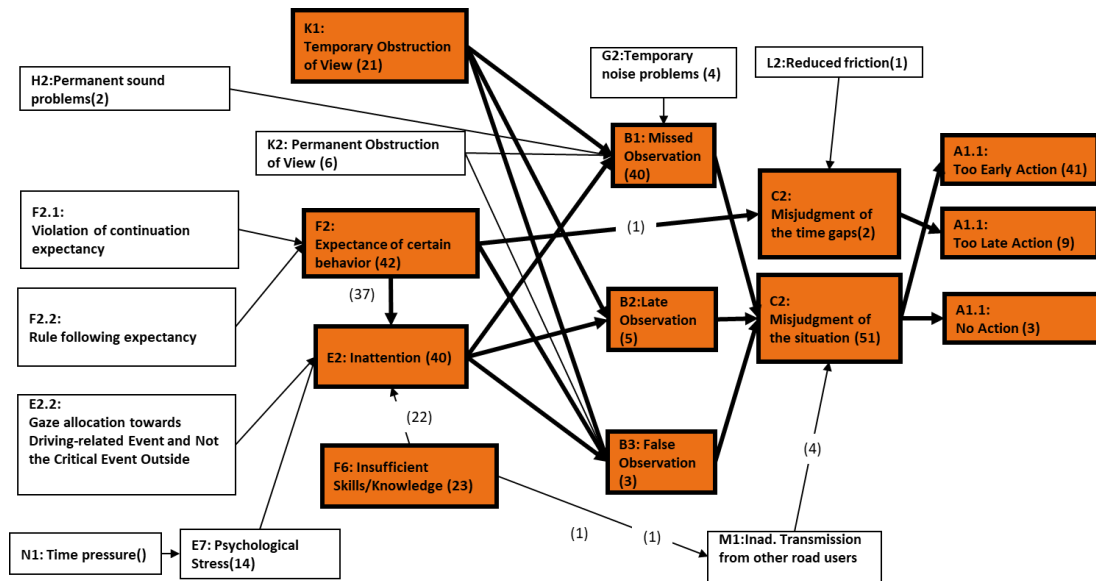 K1:
Temporary Obstruction
of View (21)
G2:Temporary
noise problems (4)
L2:Reduced friction(1)
H2:Permanent sound
problems(2)
K2: Permanent Obstruction
of View (6)
B1: Missed
Observation
(40)
A1.1:
Too Early Action (41)
C2:
Misjudgment of
the time gaps(2)
F2.1:
Violation of continuation
expectancy
F2:
Expectance of certain
behavior (42)
(1)
A1.1:
Too Late Action (9)
(37)
F2.2:
Rule following expectancy
B2:Late
Observation
(5)
C2:
Misjudgment of
the situation (51)
A1.1:
No Action (3)
E2: Inattention (40)
E2.2:
Gaze allocation towards
Driving-related Event and Not
the Critical Event Outside
(22)
B3: False
Observation
(3)
(4)
F6: Insufficient
Skills/Knowledge (23)
(1)
(1)
N1: Time pressure()
E7: Psychological
Stress(14)
M1:Inad. Transmission
from other road users